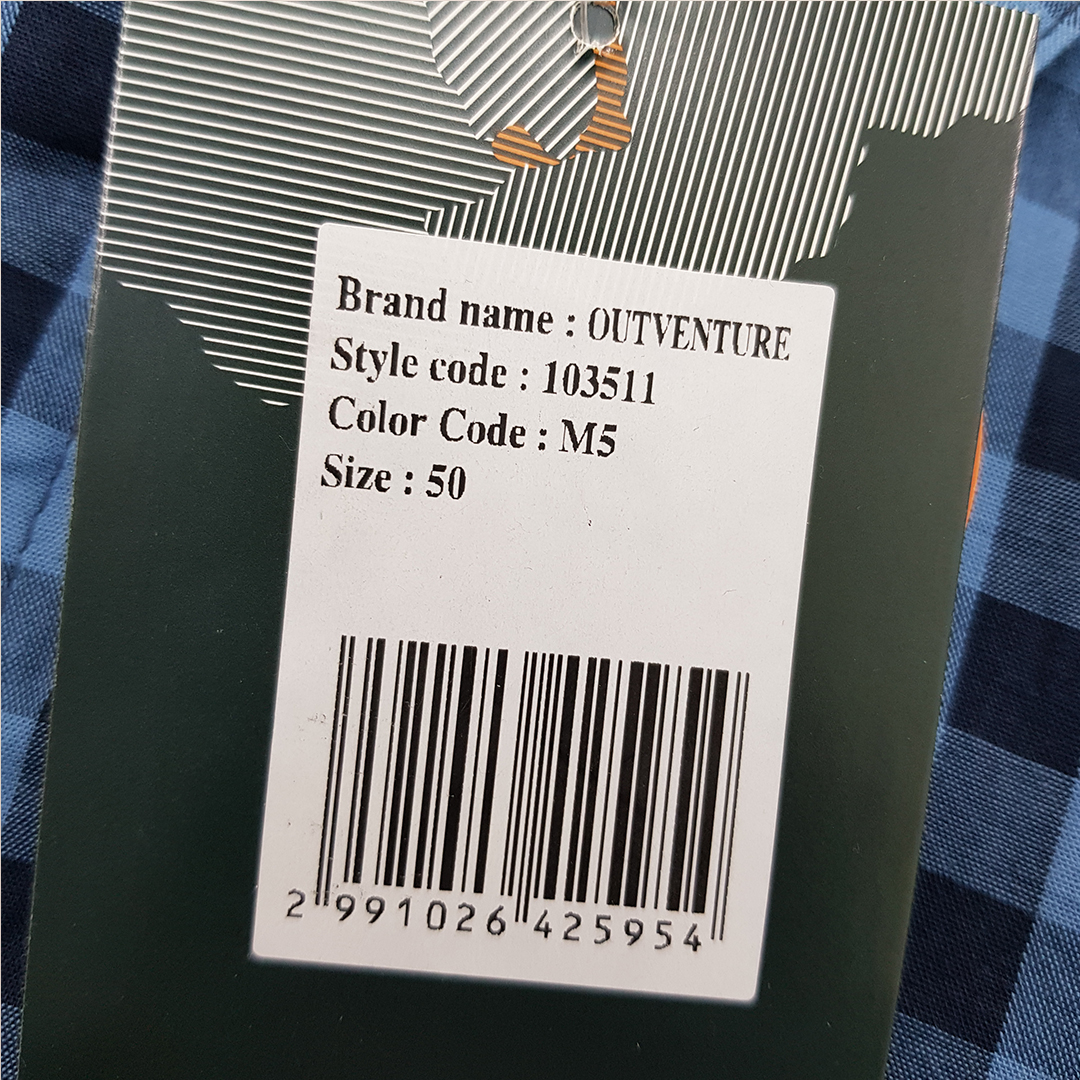 Brand name : OUTVENTURE
Style code : 103511
Color Code : M5
Size : 50
2 991026 425954